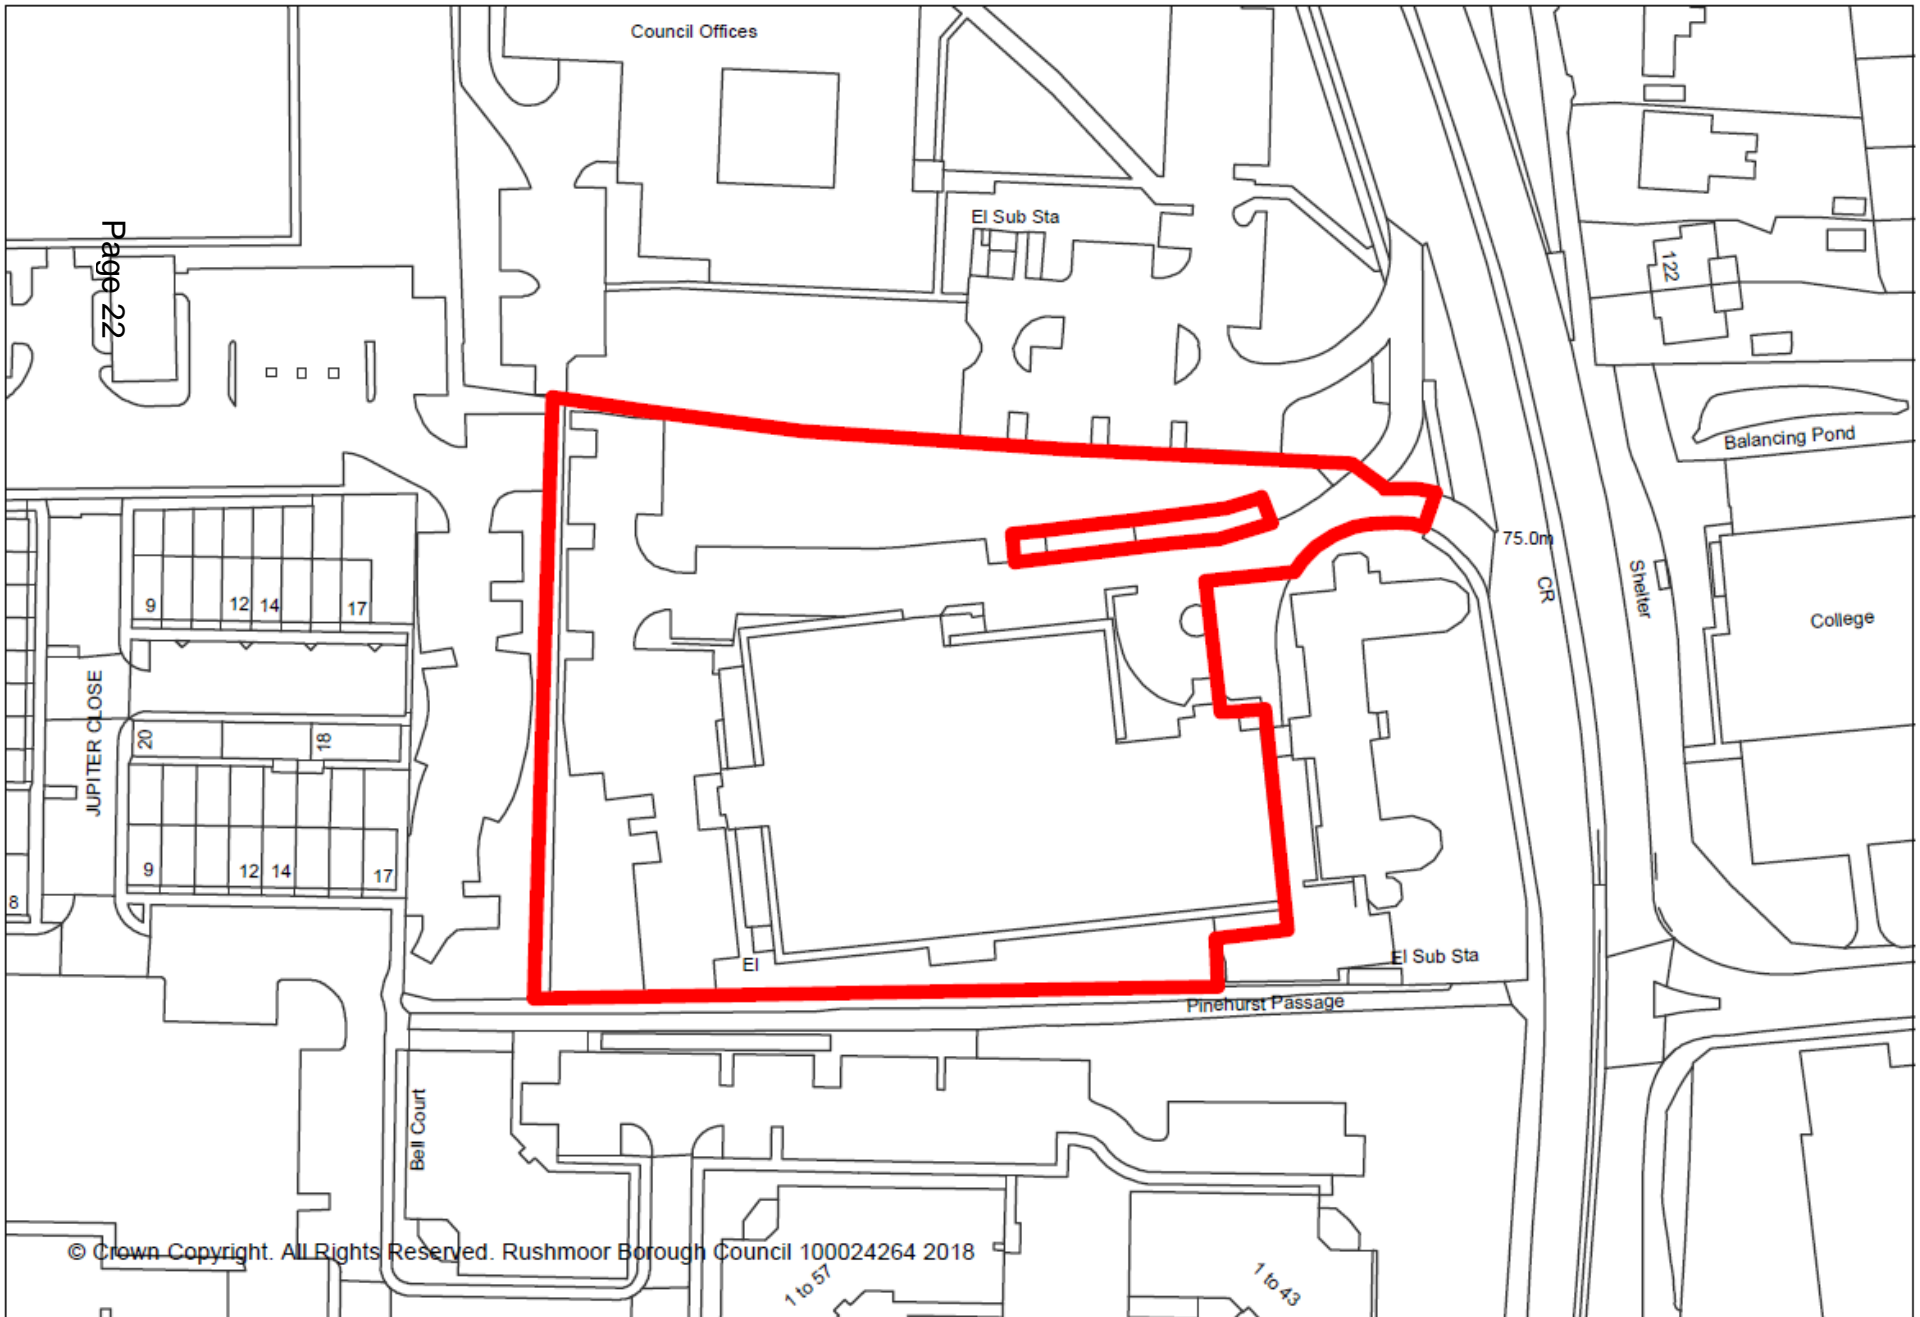 Council Offices
Page 22
El Sub Sta
122
Balancing Pond
75.0m
CR
Shelter
College
9
12
14
17
JUPITER CLOSE
20
18
9
12
14
17
8
El
El Sub Sta
Pinehurst Passage
Bell Court
© Crown Copyright. All Rights Reserved. Rushmoor Borough Council 100024264 2018
1 to 57
1 to 43